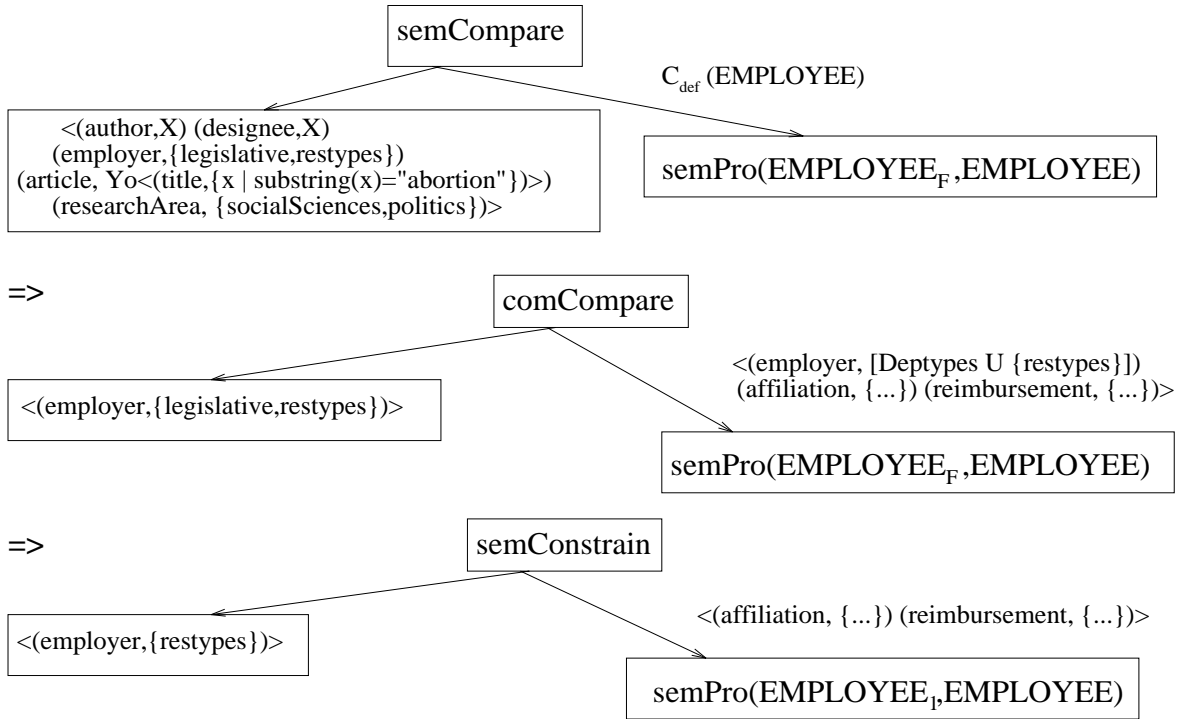 semCompare
C_def (EMPLOYEE)
<(author,X) (designee,X)
(employer,{legislative,restypes})
(article, Yo<(title,{x | substring(x)="abortion"})>)
(researchArea, {socialSciences,politics})>
semPro(EMPLOYEE_F,EMPLOYEE)
=>
comCompare
<(employer, [Deptypes U {restypes}])
(affiliation, {...}) (reimbursement, {...})>
<(employer,{legislative,restypes})>
semPro(EMPLOYEE_F,EMPLOYEE)
=>
semConstrain
<(affiliation, {...}) (reimbursement, {...})>
<(employer,{restypes})>
semPro(EMPLOYEE_1,EMPLOYEE)